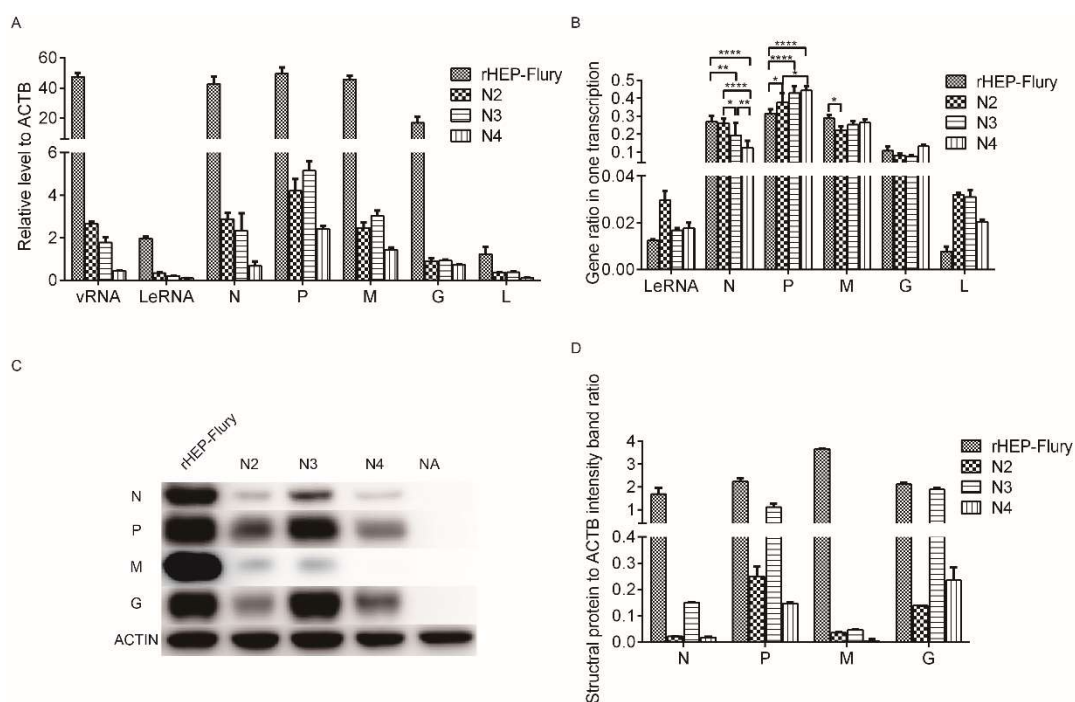 A
Relative level to ACTB
60
40
20
6
4
2
0
vRNA LeRNA N P M G L
rHEP-Flury
N2
N3
N4
B
Gene ratio in one transcription
0.5
0.4
0.3
0.2
0.1
0.04
0.02
0.00
LeRNA N P M G L
**** **** ** **** * ** **** **** * * *
rHEP-Flury
N2
N3
N4
C
rHEP-Flury N2 N3 N4 NA
N
P
M
G
ACTIN
D
Structral protein to ACTB intensity band ratio
4
3
2
1
0.4
0.3
0.2
0.1
0.0
N P M G
rHEP-Flury
N2
N3
N4